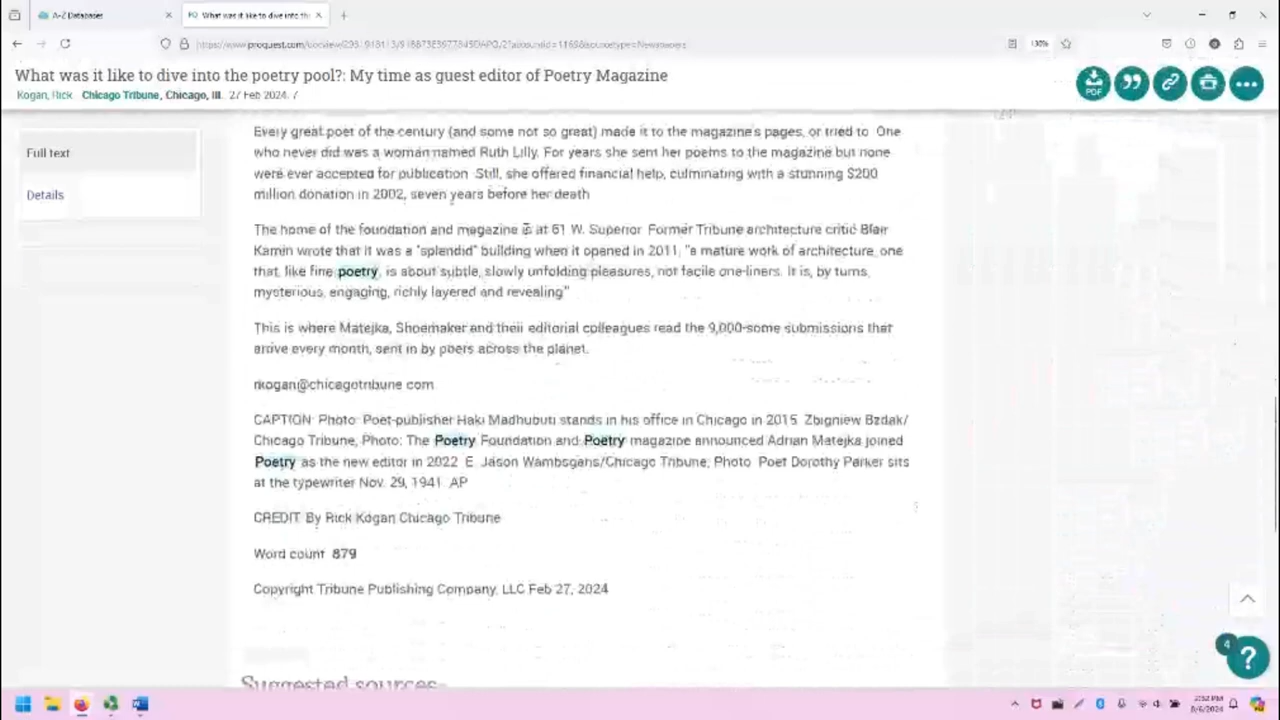 A-Z Databases
What was it like to dive into th
130%
What was it like to dive into the poetry pool?: My time as guest editor of Poetry Magazine
Kogan, Rick. Chicago Tribune, Chicago, Ill. 27 Feb 2024: 7.
PDF
Full text
Details
Every great poet of the century (and some not so great) made it to the magazine's pages, or tried to. One
who never did was a woman named Ruth Lilly. For years she sent her poems to the magazine but none
were ever accepted for publication. Still, she offered financial help, culminating with a stunning $200
million donation in 2002, seven years before her death.
The home of the foundation and magazine is at 61 W. Superior. Former Tribune architecture critic Blair
Kamin wrote that it was a "splendid" building when it opened in 2011, "a mature work of architecture, one
that, like fine poetry, is about subtle, slowly unfolding pleasures, not facile one-liners. It is, by turns,
mysterious, engaging, richly layered and revealing"
This is where Matejka, Shoemaker and their editorial colleagues read the 9,000-some submissions that
arrive every month, sent in by poets across the planet.
rkogan@chicagotribune.com
CAPTION: Photo: Poet-publisher Haki Madhubuti stands in his office in Chicago in 2015. Zbigniew Bzdak/
Chicago Tribune; Photo: The Poetry Foundation and Poetry magazine announced Adrian Matejka joined
Poetry as the new editor in 2022. E. Jason Wambsgans/Chicago Tribune; Photo: Poet Dorothy Parker sits
at the typewriter Nov. 29, 1941. AP
CREDIT: By Rick Kogan Chicago Tribune
Word count: 879
Copyright Tribune Publishing Company, LLC Feb 27, 2024
4
?
Suggested sources
2:52 PM
8/6/2024